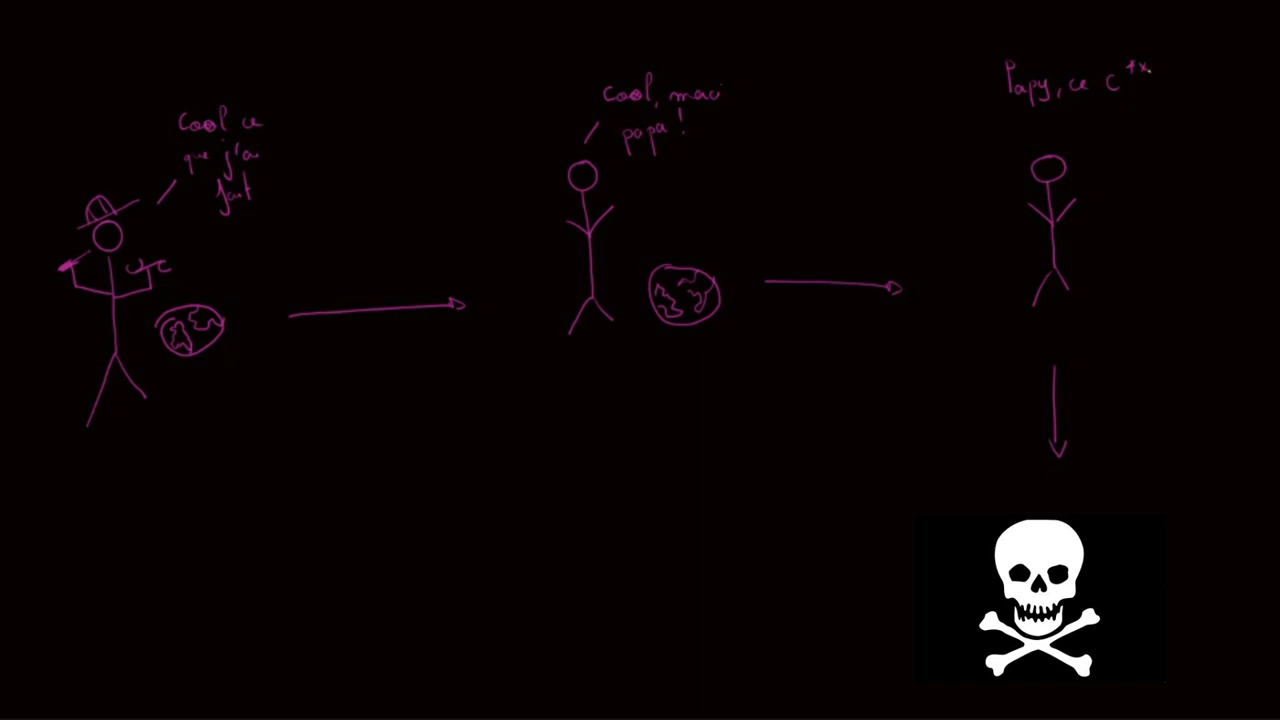 Cool ce
que j'ai
fait
Cool, merci
papa !
Papy, ce c**